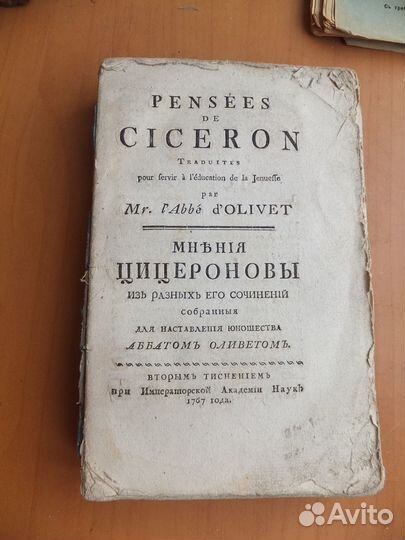 PENSÉES
DE
CICERON
TRADUITES
pour servir à l'éducation de la Jeunesse
par
Mr. l'Abbé d'OLIVET
МНѢНІЯ
ЦИЦЕРОНОВЫ
ИЗЪ РАЗНЫХЪ ЕГО СОЧИНЕНІЙ
собранныя
ДЛЯ НАСТАВЛЕНІЯ ЮНОШЕСТВА
АББАТОМЪ ОЛИВЕТОМЪ.
ВТОРЫМЪ ТИСНЕНІЕМЪ
при Императорской Академіи Наукъ
1767 года.
Avito